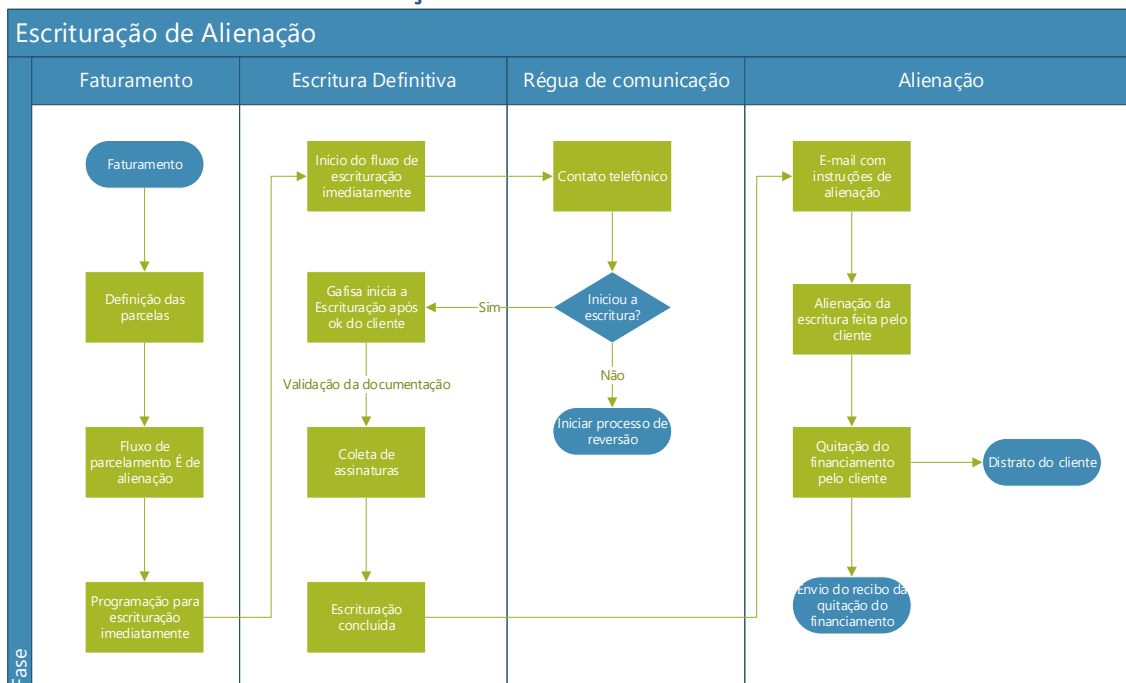 Escrituração de Alienação
Fase
Faturamento
Escritura Definitiva
Régua de comunicação
Alienação
Faturamento
Definição das
parcelas
Fluxo de
parcelamento É de
alienação
Programação para
escrituração
imediatamente
Início do fluxo de
escrituração
imediatamente
Gafisa inicia a
Escrituração após
ok do cliente
Validação da documentação
Coleta de
assinaturas
Escrituração
concluída
Contato telefônico
Iniciou a
escritura?
Sim
Não
Iniciar processo de
reversão
E-mail com
instruções de
alienação
Alienação da
escritura feita pelo
cliente
Quitação do
financiamento
pelo cliente
Distrato do cliente
Envio do recibo da
quitação do
financiamento